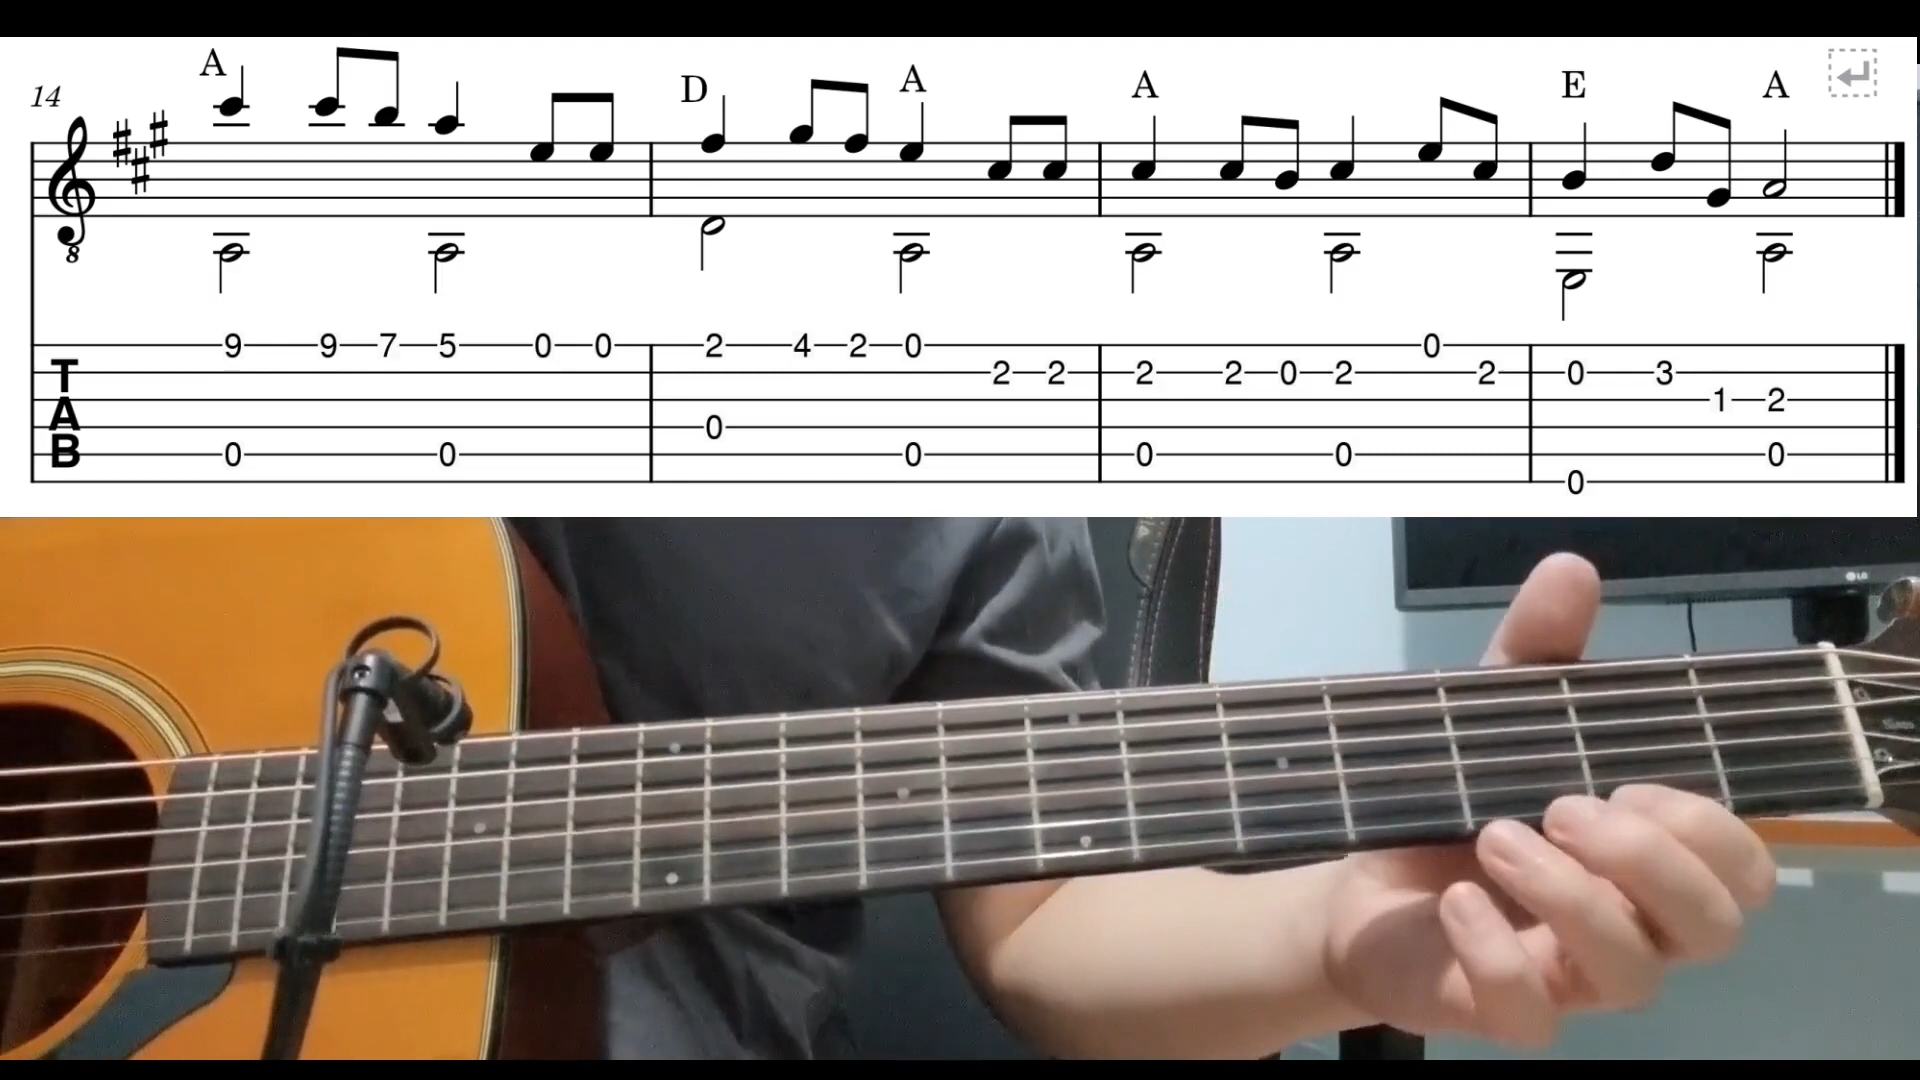 A D A A E A
14
8
9 9 7 5 0 0 2 4 2 0 0
T 2 2 2 2 0 2 2 0 3
A 1 2
0
B 0 0 0 0 0 0
0
LG